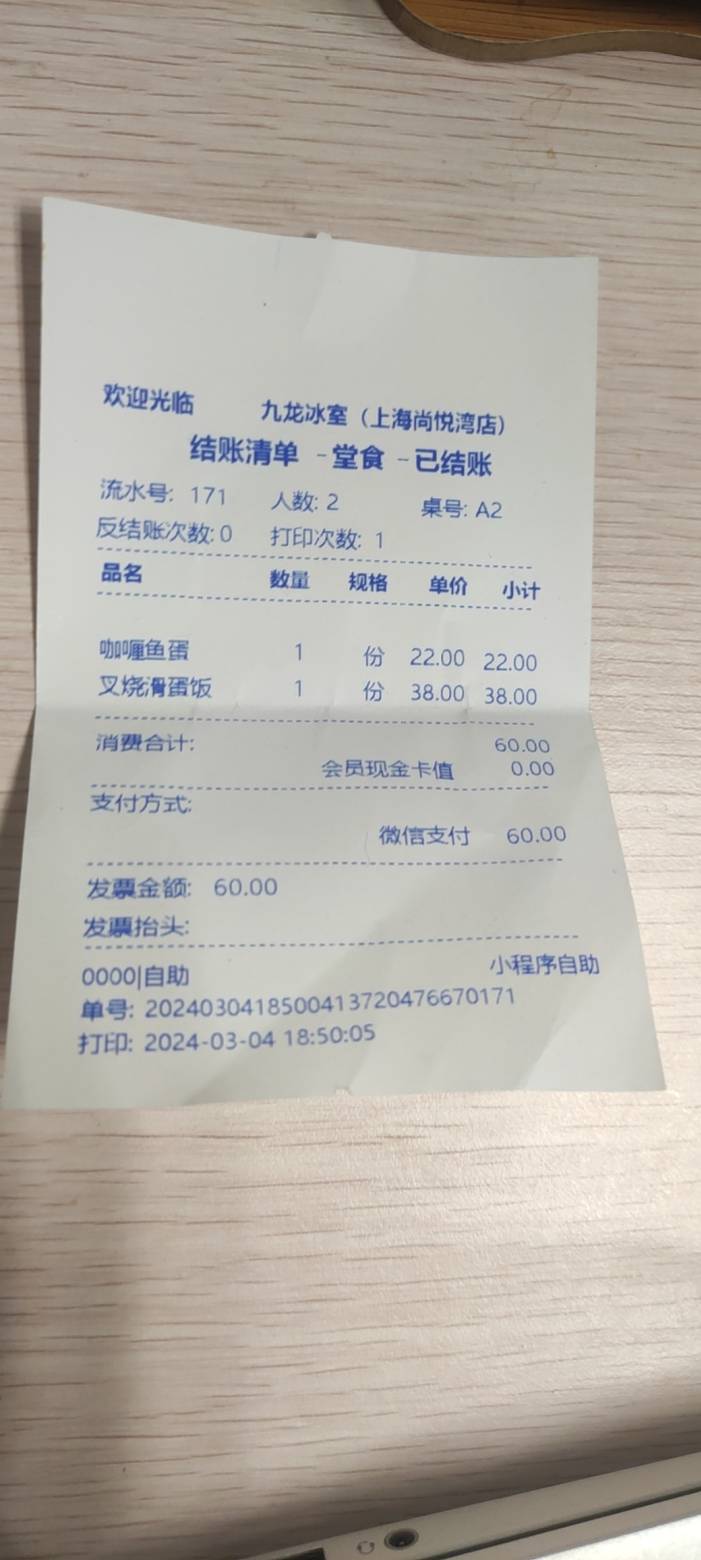 欢迎光临 九龙冰室（上海尚悦湾店）
结账清单 -堂食 -已结账
流水号: 171 人数: 2 桌号: A2
反结账次数: 0 打印次数: 1
品名 数量 规格 单价 小计
咖喱鱼蛋 1 份 22.00 22.00
叉烧滑蛋饭 1 份 38.00 38.00
消费合计: 60.00
会员现金卡值 0.00
支付方式:
微信支付 60.00
发票金额: 60.00
发票抬头:
0000|自助 小程序自助
单号: 20240304185004137204766​70171
打印: 2024-03-04 18:50:05